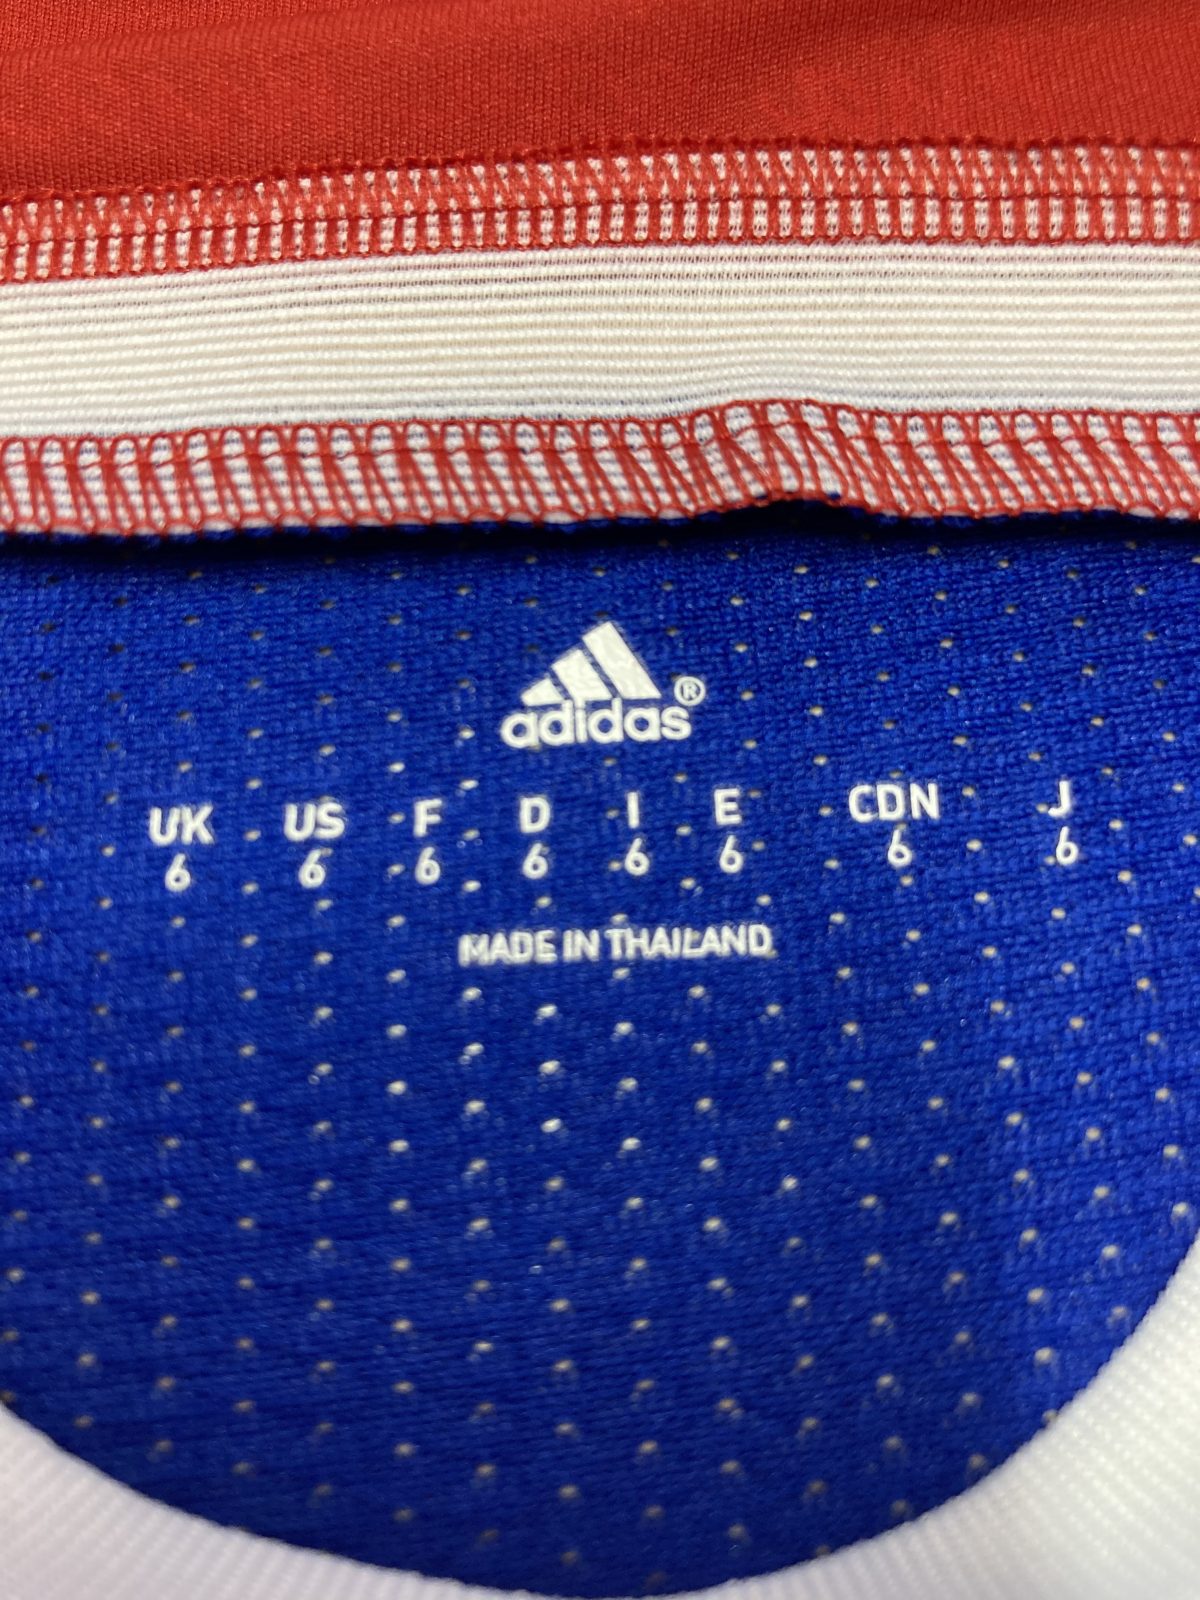 adidas®
UK US F D I E CDN J
6 6 6 6 6 6 6 6
MADE IN THAILAND